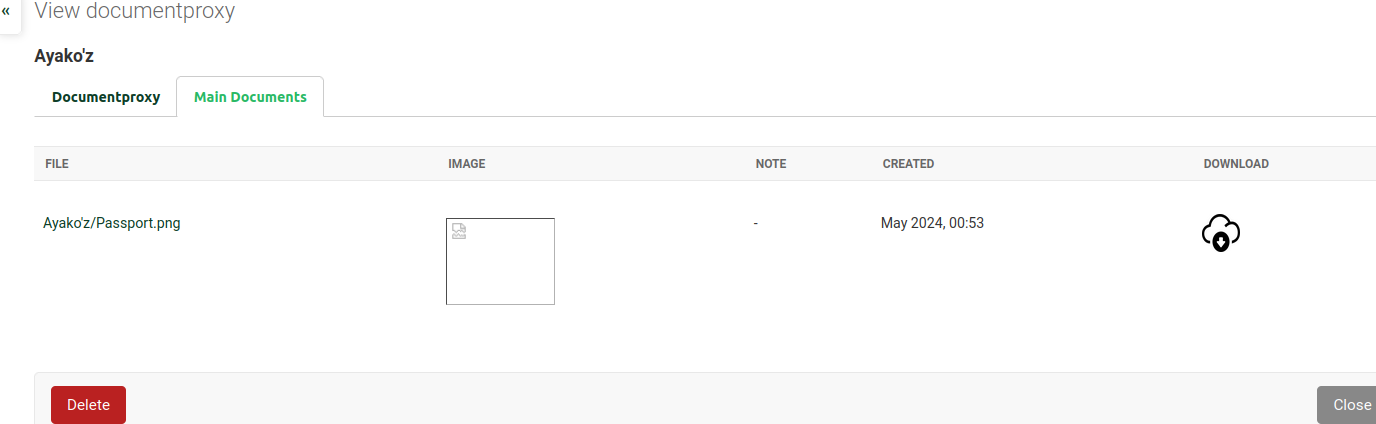 «
View documentproxy
Ayako'z
Documentproxy Main Documents
FILE IMAGE NOTE CREATED DOWNLOAD
Ayako'z/Passport.png - May 2024, 00:53
Delete Close